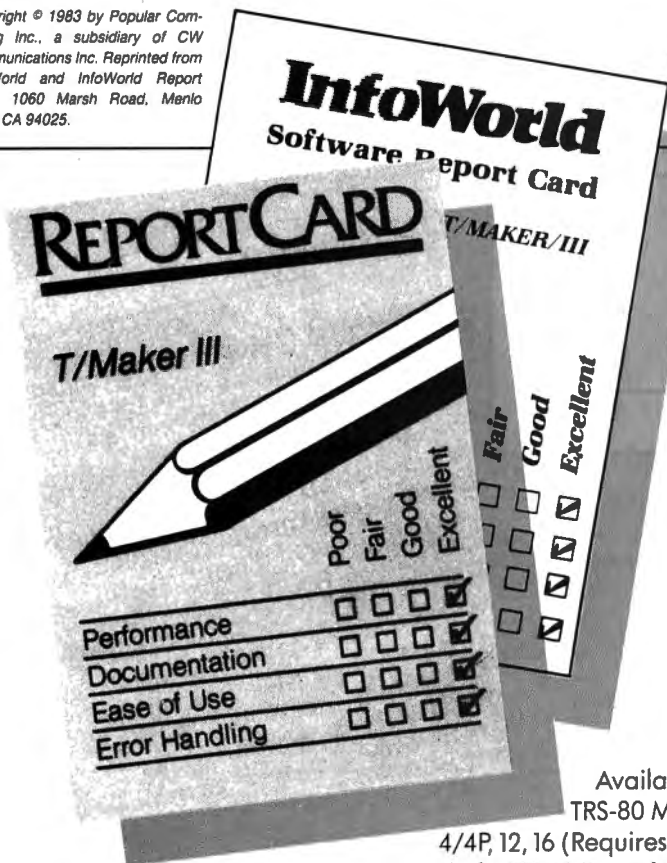 right © 1983 by Popular Com-
g Inc., a subsidiary of CW
munications Inc. Reprinted from
World and InfoWorld Report
1060 Marsh Road, Menlo
CA 94025.
InfoWorld
Software Report Card
T/MAKER/III
Fair
Good
Excellent
REPORT CARD
T/Maker III
Poor
Fair
Good
Excellent
Performance
Documentation
Ease of Use
Error Handling
Availa
TRS-80 M
4/4P, 12, 16 (Requires